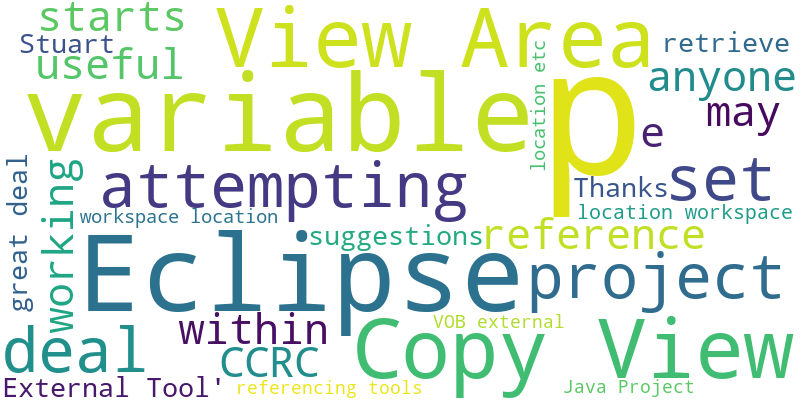 starts
View Area
Stuart
retrieve
useful
anyone
location etc
variable
p
may
e
great deal
working
attempting
Thanks
set
workspace location
location workspace
suggestions
reference
Eclipse
project
within
VOB external
deal
CCRC
Copy View
External Tool'
referencing tools
Java Project